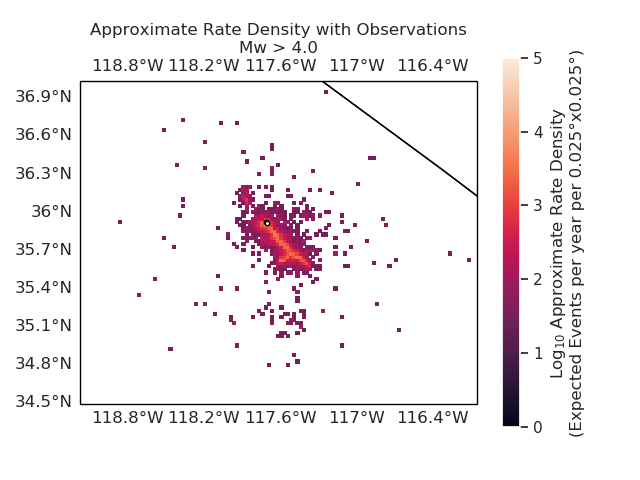 Approximate Rate Density with Observations
Mw > 4.0
118.8°W 118.2°W 117.6°W 117°W 116.4°W
36.9°N
36.6°N
36.3°N
36°N
35.7°N
35.4°N
35.1°N
34.8°N
34.5°N
118.8°W 118.2°W 117.6°W 117°W 116.4°W
5
4
3
2
1
0
Log₁₀ Approximate Rate Density
(Expected Events per year per 0.025°x0.025°)